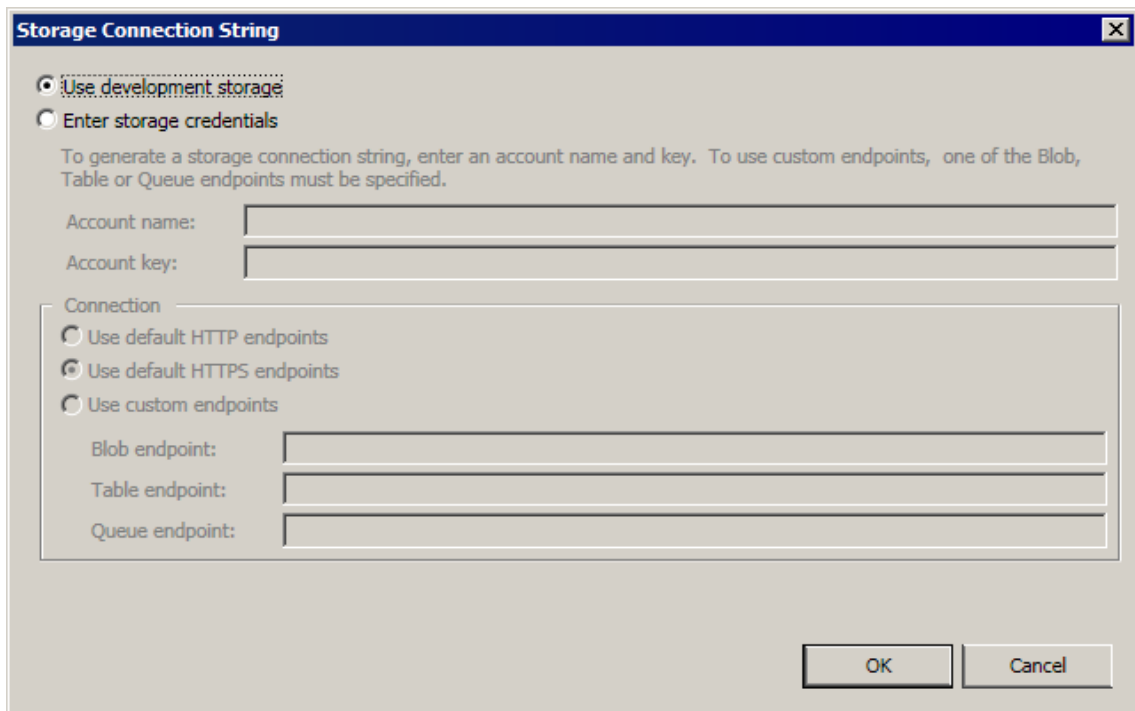 Storage Connection String
Use development storage
Enter storage credentials
To generate a storage connection string, enter an account name and key. To use custom endpoints, one of the Blob,
Table or Queue endpoints must be specified.
Account name:
Account key:
Connection
Use default HTTP endpoints
Use default HTTPS endpoints
Use custom endpoints
Blob endpoint:
Table endpoint:
Queue endpoint:
OK Cancel